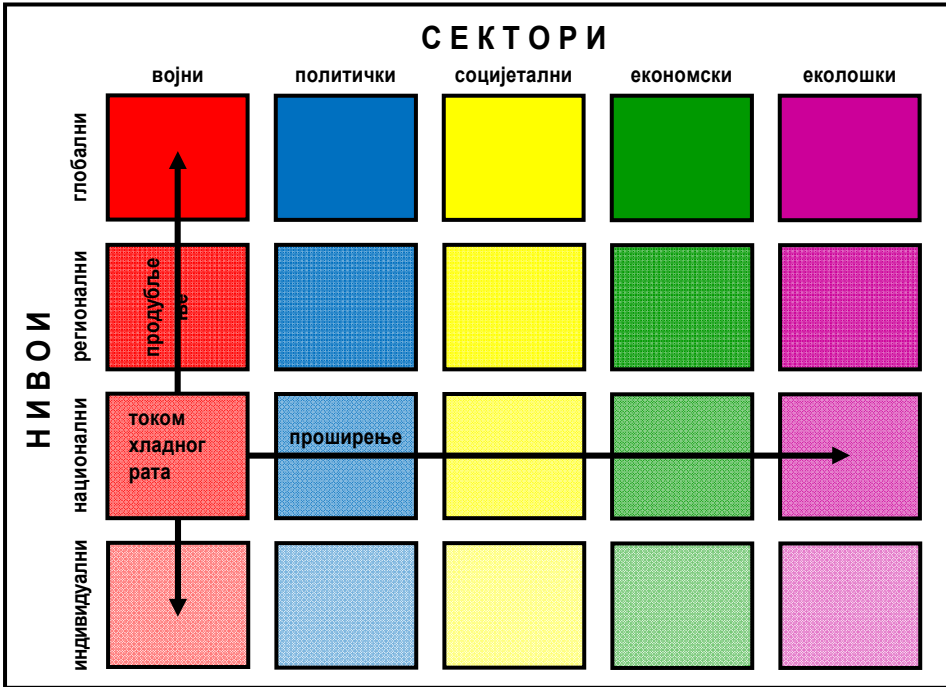 СЕКТОРИ
војни
политички
социјетални
економски
еколошки
НИВОИ
глобални
регионални
национални
индивидуални
продубље
ње
током
хладног
рата
проширење